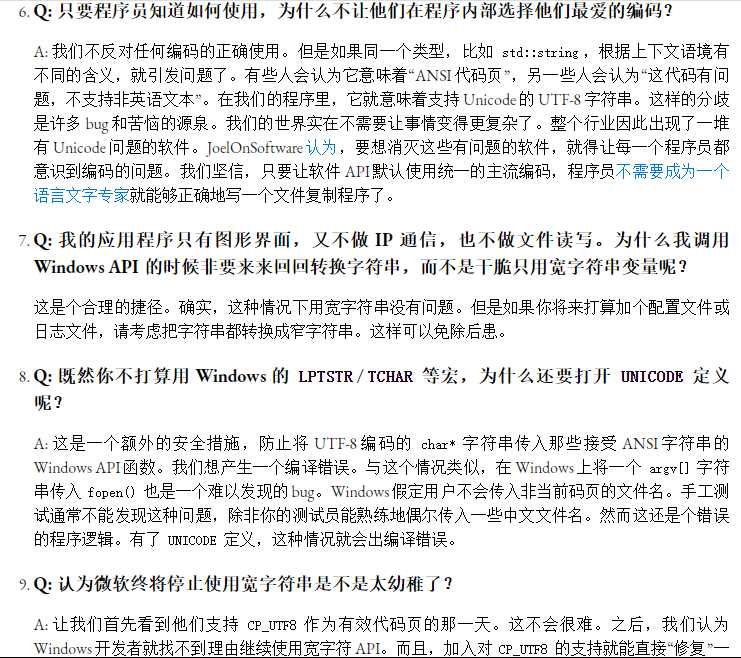 6. Q: 只要程序员知道如何使用，为什么不让他们在程序内部选择他们最爱的编码？
A: 我们不反对任何编码的正确使用。但是如果同一个类型，比如 std::string，根据上下文语境有
不同的含义，就引发问题了。有些人会认为它意味着“ANSI 代码页”，另一些人会认为“这代码有问
题，不支持非英语文本”。在我们的程序里，它就意味着支持 Unicode 的 UTF-8 字符串。这样的分歧
是许多 bug 和苦恼的源泉。我们的世界实在不需要让事情变得更复杂了。整个行业因此出现了一堆
有 Unicode 问题的软件。JoelOnSoftware 认为，要想消灭这些有问题的软件，就得让每一个程序员都
意识到编码的问题。我们坚信，只要让软件 API 默认使用统一的主流编码，程序员不需要成为一个
语言文字专家就能够正确地写一个文件复制程序了。
7. Q: 我的应用程序只有图形界面，又不做 IP 通信，也不做文件读写。为什么我调用
Windows API 的时候非要来来回回转换字符串，而不是干脆只用宽字符串变量呢？
这是个合理的捷径。确实，这种情况下用宽字符串没有问题。但是如果你将来打算加个配置文件或
日志文件，请考虑把字符串都转换成窄字符串。这样可以免除后患。
8. Q: 既然你不打算用 Windows 的 LPTSTR / TCHAR 等宏，为什么还要打开 UNICODE 定义
呢？
A: 这是一个额外的安全措施，防止将 UTF-8 编码的 char* 字符串传入那些接受 ANSI 字符串的
Windows API 函数。我们想产生一个编译错误。与这个情况类似，在 Windows 上将一个 argv[] 字符
串传入 fopen() 也是一个难以发现的 bug。Windows 假定用户不会传入非当前码页的文件名。手工测
试通常不能发现这种问题，除非你的测试员能熟练地偶尔传入一些中文文件名。然而这还是个错误
的程序逻辑。有了 UNICODE 定义，这种情况就会出编译错误。
9. Q: 认为微软终将停止使用宽字符串是不是太幼稚了？
A: 让我们首先看到他们支持 CP_UTF8 作为有效代码页的那一天。这不会很难。之后，我们认为
Windows 开发者就找不到理由继续使用宽字符 API。而且，加入对 CP_UTF8 的支持就能直接“修复”一